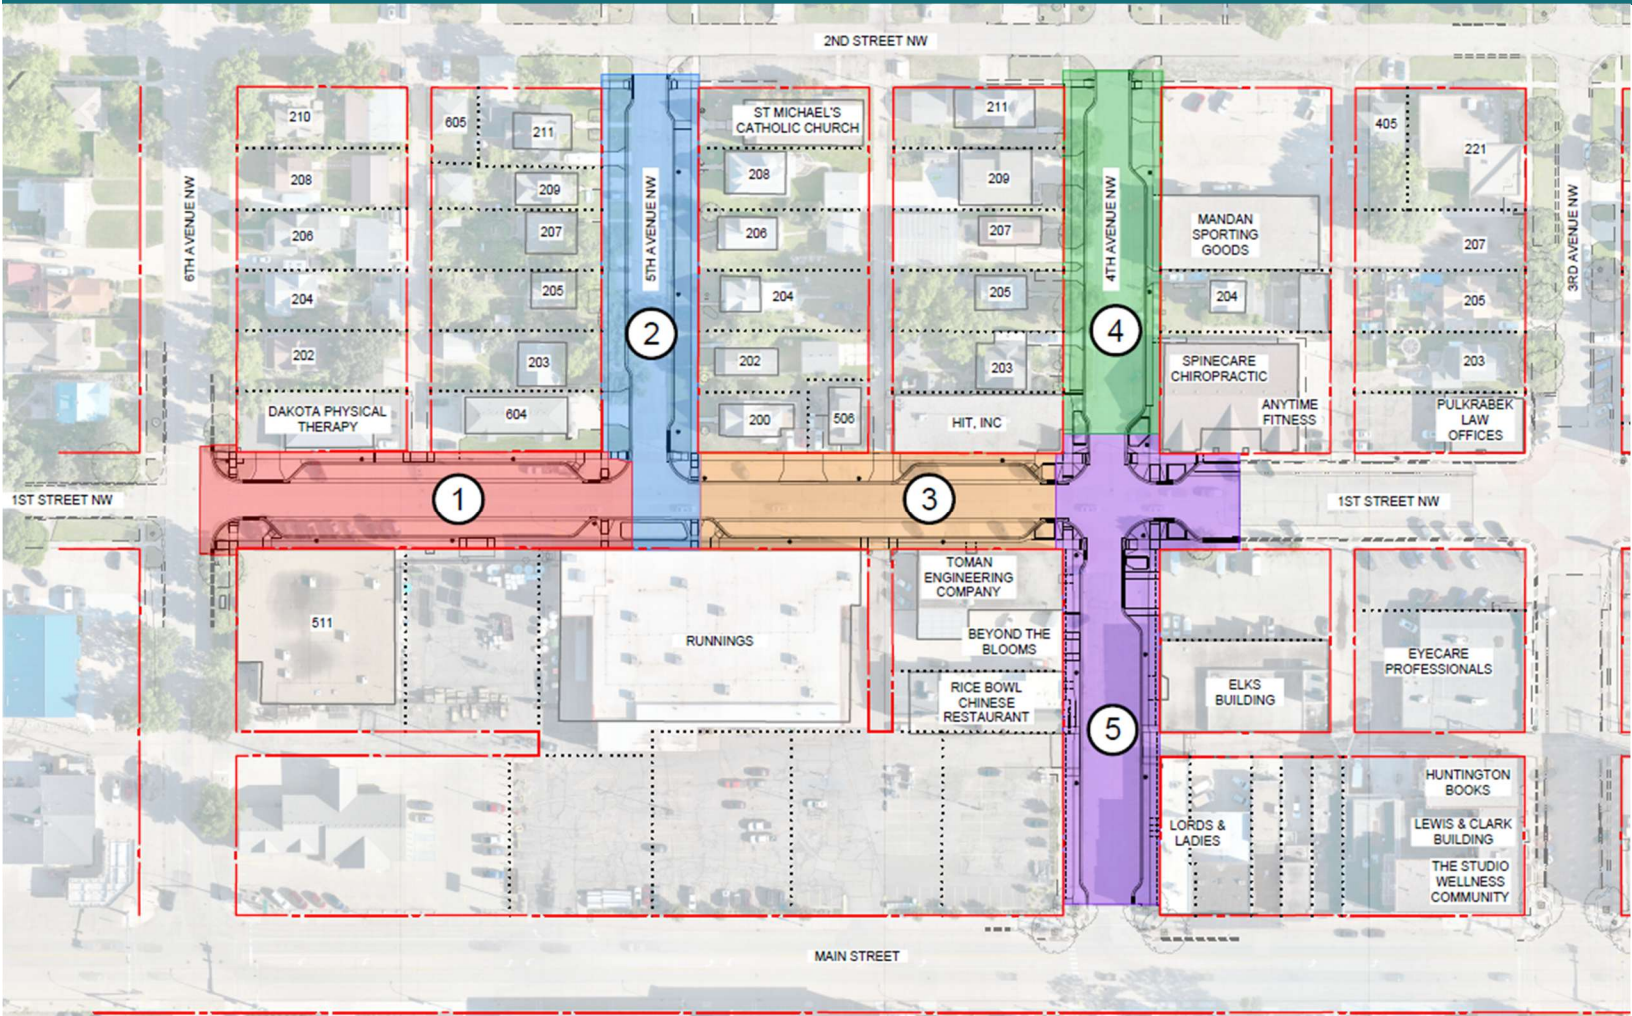 2ND STREET NW
210
605
211
ST MICHAEL'S
CATHOLIC CHURCH
211
405
221
208
209
208
209
6TH AVENUE NW
5TH AVENUE NW
4TH AVENUE NW
3RD AVENUE NW
206
207
206
207
MANDAN
SPORTING
GOODS
207
204
205
204
205
204
205
2
4
202
203
202
203
SPINECARE
CHIROPRACTIC
203
DAKOTA PHYSICAL
THERAPY
604
200
506
HIT, INC
ANYTIME
FITNESS
PULKRABEK
LAW
OFFICES
1ST STREET NW
1
3
1ST STREET NW
511
RUNNINGS
TOMAN
ENGINEERING
COMPANY
BEYOND THE
BLOOMS
RICE BOWL
CHINESE
RESTAURANT
ELKS
BUILDING
EYECARE
PROFESSIONALS
5
LORDS &
LADIES
HUNTINGTON
BOOKS
LEWIS & CLARK
BUILDING
THE STUDIO
WELLNESS
COMMUNITY
MAIN STREET